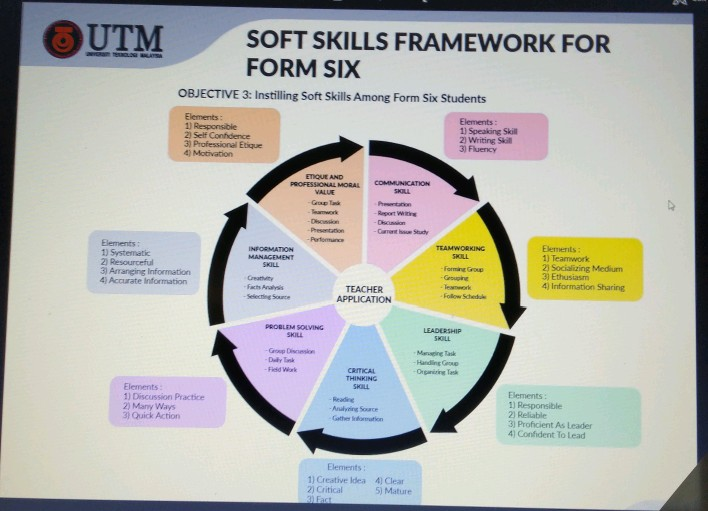 UTM
UNIVERSITI TEKNOLOGI MALAYSIA
SOFT SKILLS FRAMEWORK FOR
FORM SIX
OBJECTIVE 3: Instilling Soft Skills Among Form Six Students
Elements :
1) Responsible
2) Self Confidence
3) Professional Etique
4) Motivation
Elements :
1) Speaking Skill
2) Writing Skill
3) Fluency
ETIQUE AND
PROFESSIONAL MORAL
VALUE
- Group Task
- Teamwork
- Discussion
- Presentation
- Performance
COMMUNICATION
SKILL
- Presentation
- Report Writing
- Discussion
- Current Issue Study
Elements :
1) Systematic
2) Resourceful
3) Arranging Information
4) Accurate Information
INFORMATION
MANAGEMENT
SKILL
- Creativity
- Facts Analysis
- Selecting Source
TEAMWORKING
SKILL
- Forming Group
- Grouping
- Teamwork
- Follow Schedule
Elements :
1) Teamwork
2) Socializing Medium
3) Ethusiasm
4) Information Sharing
TEACHER
APPLICATION
PROBLEM SOLVING
SKILL
- Group Discussion
- Daily Task
- Field Work
LEADERSHIP
SKILL
- Managing Task
- Handling Group
- Organizing Task
CRITICAL
THINKING
SKILL
- Reading
- Analyzing Source
- Gather Information
Elements :
1) Discussion Practice
2) Many Ways
3) Quick Action
Elements :
1) Responsible
2) Reliable
3) Proficient As Leader
4) Confident To Lead
Elements :
1) Creative Idea 4) Clear
2) Critical 5) Mature
3) Fact